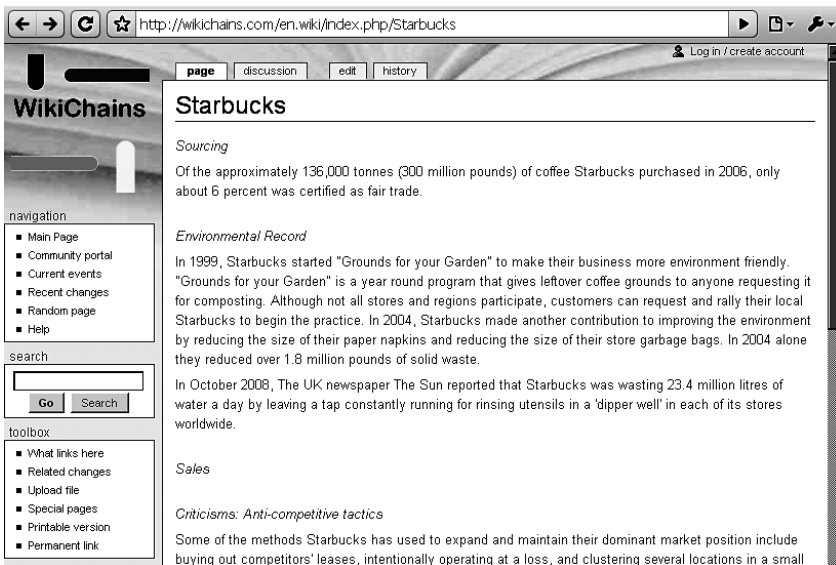 http://wikichains.com/en.wiki/index.php/Starbucks
Log in / create account
page
discussion
edit
history
WikiChains
Starbucks
Sourcing
Of the approximately 136,000 tonnes (300 million pounds) of coffee Starbucks purchased in 2006, only
about 6 percent was certified as fair trade.
Environmental Record
In 1999, Starbucks started "Grounds for your Garden" to make their business more environment friendly.
"Grounds for your Garden" is a year round program that gives leftover coffee grounds to anyone requesting it
for composting. Although not all stores and regions participate, customers can request and rally their local
Starbucks to begin the practice. In 2004, Starbucks made another contribution to improving the environment
by reducing the size of their paper napkins and reducing the size of their store garbage bags. In 2004 alone
they reduced over 1.8 million pounds of solid waste.
In October 2008, The UK newspaper The Sun reported that Starbucks was wasting 23.4 million litres of
water a day by leaving a tap constantly running for rinsing utensils in a 'dipper well' in each of its stores
worldwide.
Sales
Criticisms: Anti-competitive tactics
Some of the methods Starbucks has used to expand and maintain their dominant market position include
buying out competitors' leases, intentionally operating at a loss, and clustering several locations in a small
navigation
Main Page
Community portal
Current events
Recent changes
Random page
Help
search
Go
Search
toolbox
What links here
Related changes
Upload file
Special pages
Printable version
Permanent link